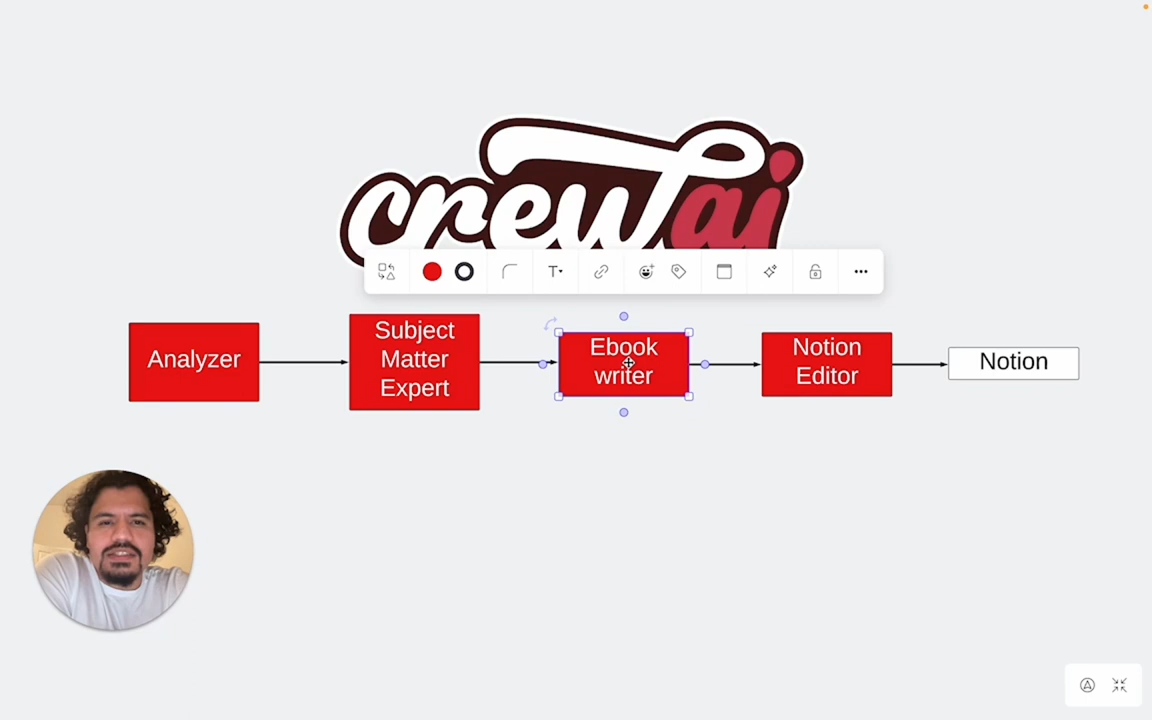 crewai
T
Analyzer
Subject
Matter
Expert
Ebook
writer
Notion
Editor
Notion